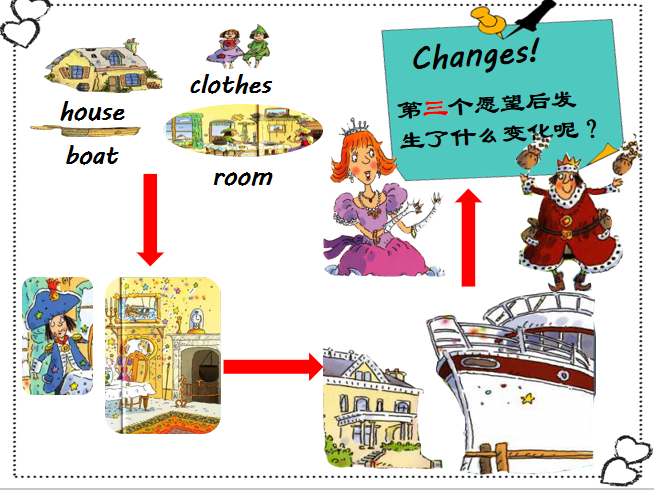 Changes!
第三个愿望后发
生了什么变化呢？
clothes
house
boat
room